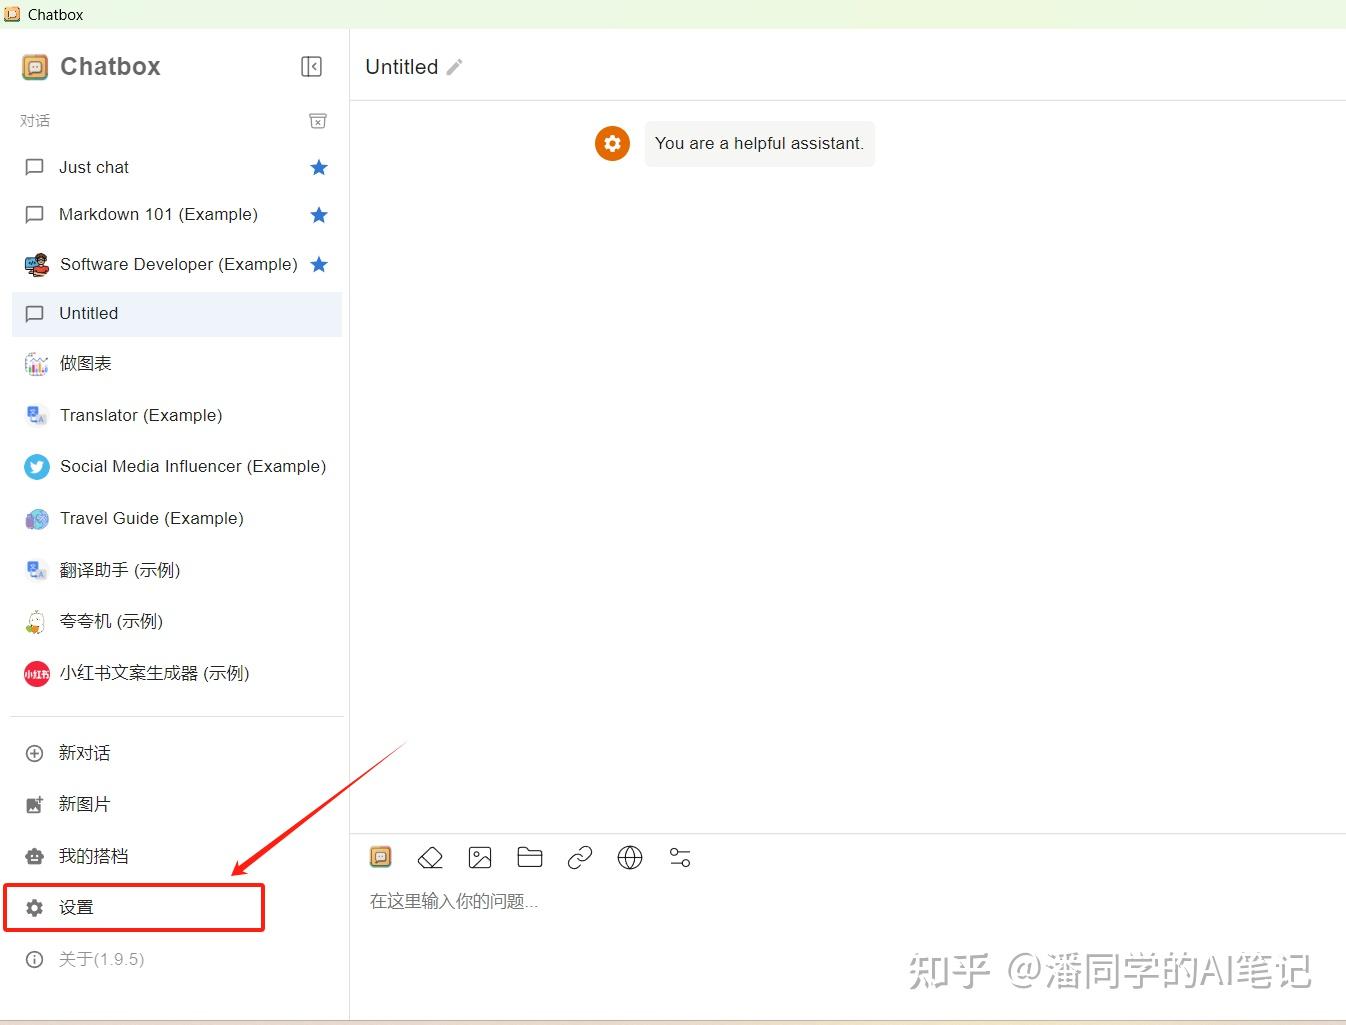 Chatbox
Chatbox
对话
Just chat
Markdown 101 (Example)
Software Developer (Example)
Untitled
做图表
Translator (Example)
Social Media Influencer (Example)
Travel Guide (Example)
翻译助手 (示例)
夸夸机 (示例)
小红书
小红书文案生成器 (示例)
新对话
新图片
我的搭档
设置
关于(1.9.5)
Untitled
You are a helpful assistant.
在这里输入你的问题...
知乎 @潘同学的AI笔记